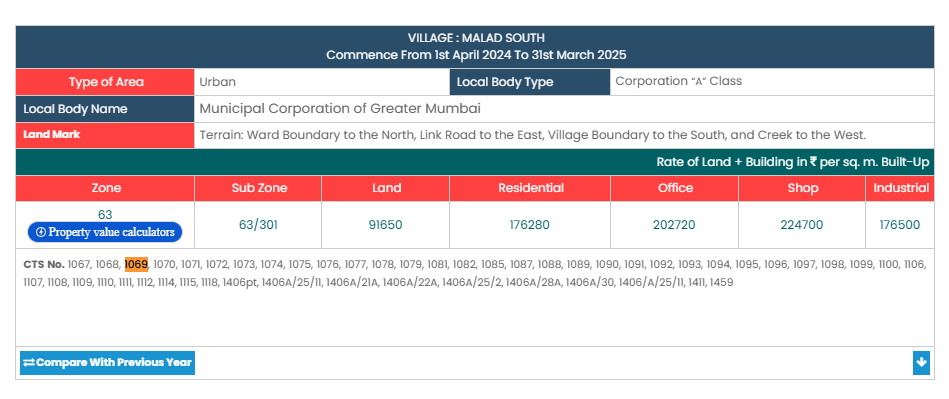 VILLAGE : MALAD SOUTH
Commence From 1st April 2024 To 31st March 2025
Type of Area Urban Local Body Type Corporation “A” Class
Local Body Name Municipal Corporation of Greater Mumbai
Land Mark Terrain: Ward Boundary to the North, Link Road to the East, Village Boundary to the South, and Creek to the West.
Rate of Land + Building in ₹ per sq. m. Built-Up
Zone Sub Zone Land Residential Office Shop Industrial
63 63/301 91650 176280 202720 224700 176500
Property value calculators
CTS No. 1067, 1068, 1069, 1070, 1071, 1072, 1073, 1074, 1075, 1076, 1077, 1078, 1079, 1081, 1082, 1085, 1087, 1088, 1089, 1090, 1091, 1092, 1093, 1094, 1095, 1096, 1097, 1098, 1099, 1100, 1106,
1107, 1108, 1109, 1110, 1111, 1112, 1114, 1115, 1118, 1406pt, 1406A/25/11, 1406A/21A, 1406A/22A, 1406A/25/2, 1406A/28A, 1406A/30, 1406/A/25/11, 1411, 1459
Compare With Previous Year